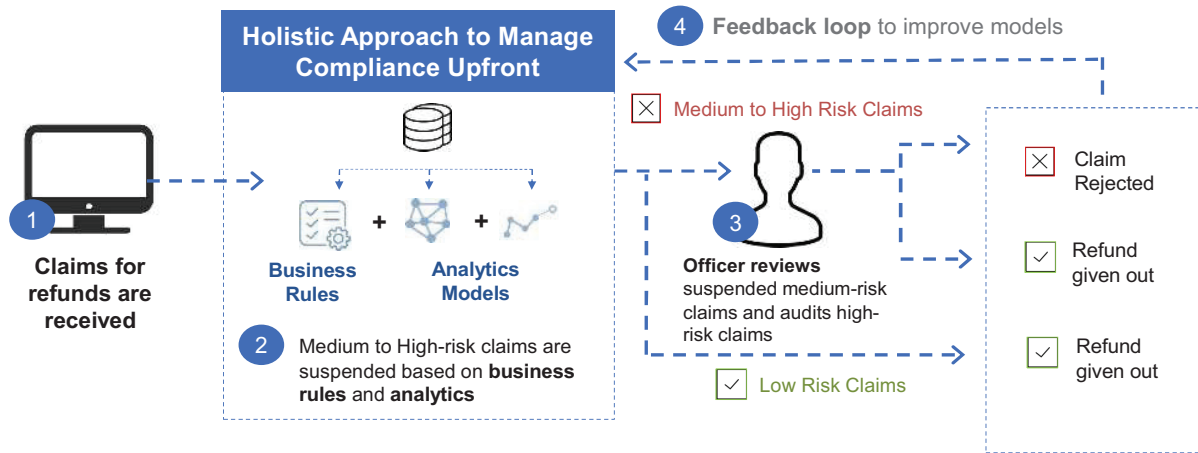 4 Feedback loop to improve models
Holistic Approach to Manage
Compliance Upfront
Medium to High Risk Claims
1
Claims for
refunds are
received
+ +
Business
Rules
Analytics
Models
2 Medium to High-risk claims are
suspended based on business
rules and analytics
3
Officer reviews
suspended medium-risk
claims and audits high-
risk claims
Low Risk Claims
Claim
Rejected
Refund
given out
Refund
given out